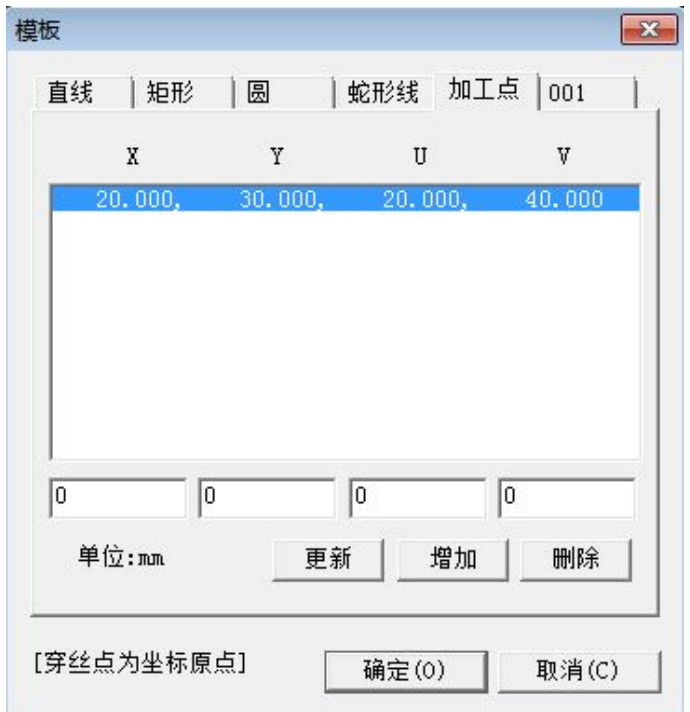 模板
直线 矩形 圆 蛇形线 加工点 001
X Y U V
20.000, 30.000, 20.000, 40.000
0 0 0 0
单位:mm 更新 增加 删除
[穿丝点为坐标原点] 确定(O) 取消(C)